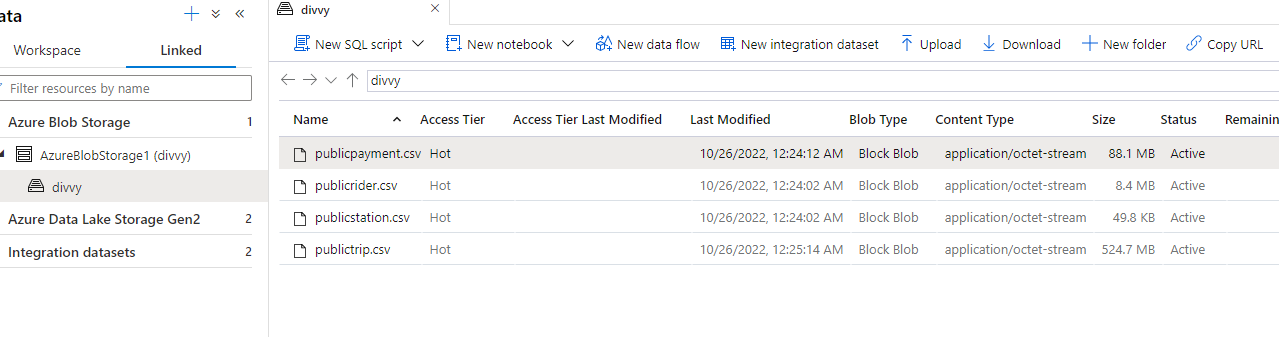 ata
Workspace Linked
Filter resources by name
Azure Blob Storage 1
AzureBlobStorage1 (divvy)
divvy
Azure Data Lake Storage Gen2 2
Integration datasets 2
divvy
New SQL script New notebook New data flow New integration dataset Upload Download New folder Copy URL
divvy
Name Access Tier Access Tier Last Modified Last Modified Blob Type Content Type Size Status Remainin
publicpayment.csv Hot 10/26/2022, 12:24:12 AM Block Blob application/octet-stream 88.1 MB Active
publicrider.csv Hot 10/26/2022, 12:24:02 AM Block Blob application/octet-stream 8.4 MB Active
publicstation.csv Hot 10/26/2022, 12:24:02 AM Block Blob application/octet-stream 49.8 KB Active
publictrip.csv Hot 10/26/2022, 12:25:14 AM Block Blob application/octet-stream 524.7 MB Active